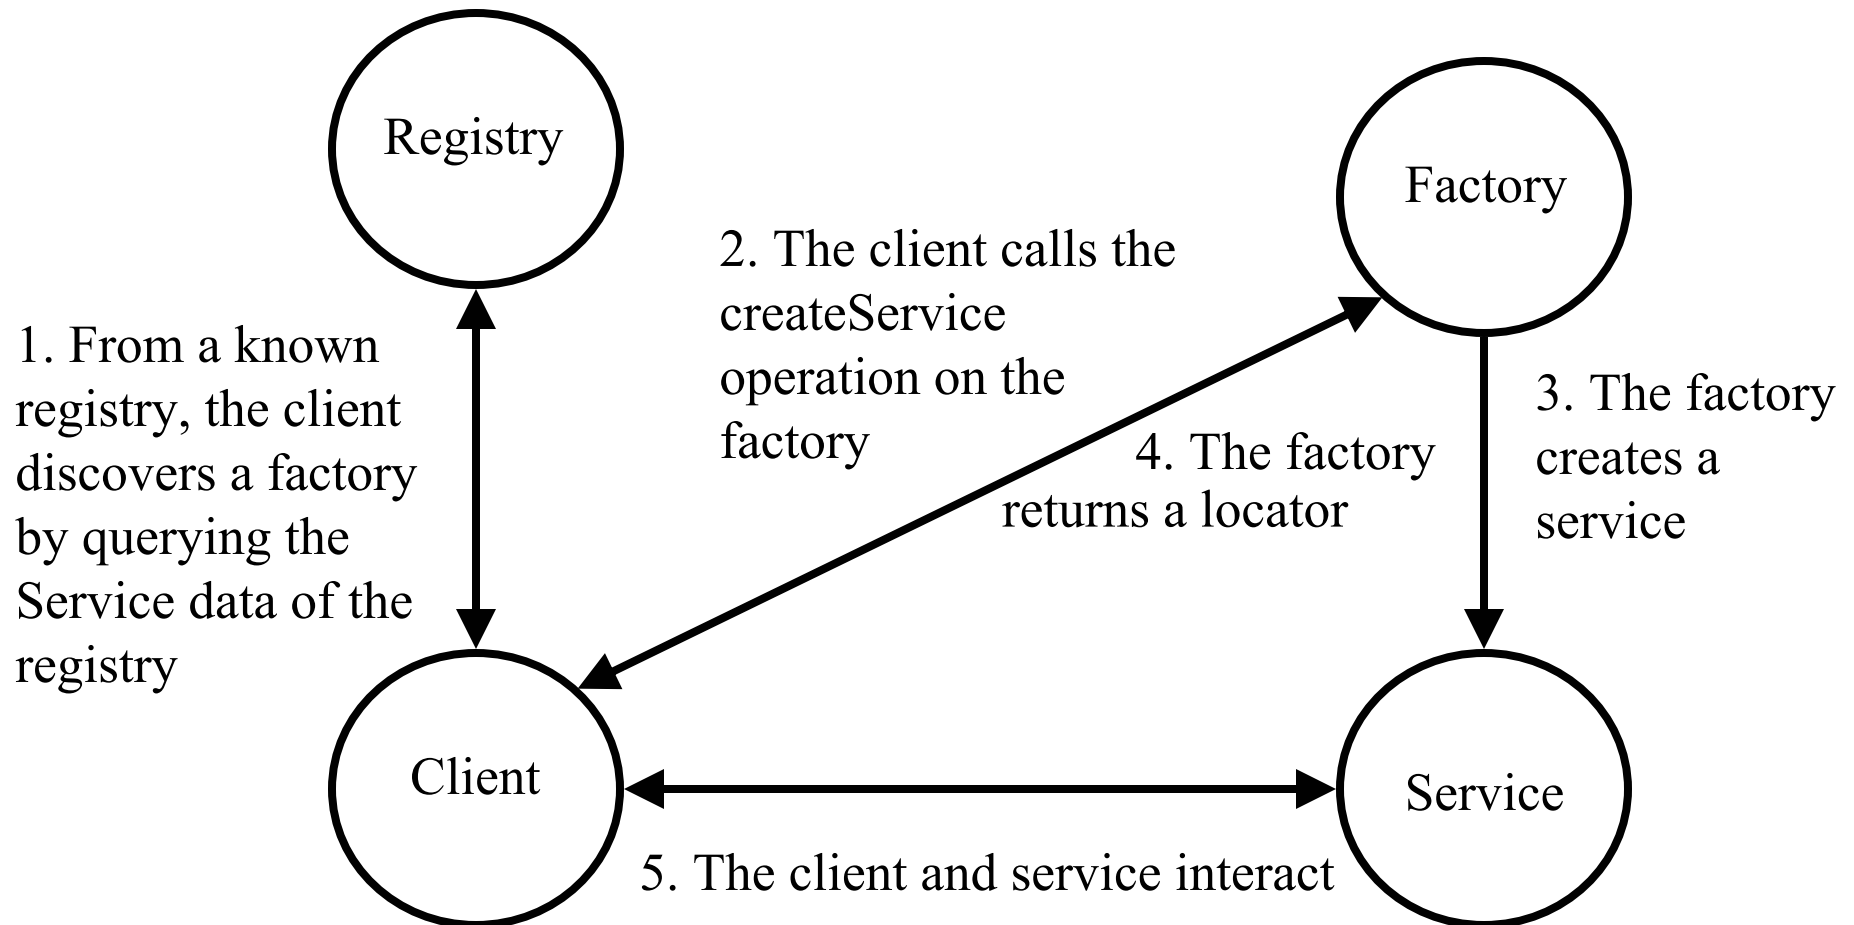 Registry
Factory
1. From a known
registry, the client
discovers a factory
by querying the
Service data of the
registry
2. The client calls the
createService
operation on the
factory
4. The factory
returns a locator
3. The factory
creates a
service
Client
Service
5. The client and service interact